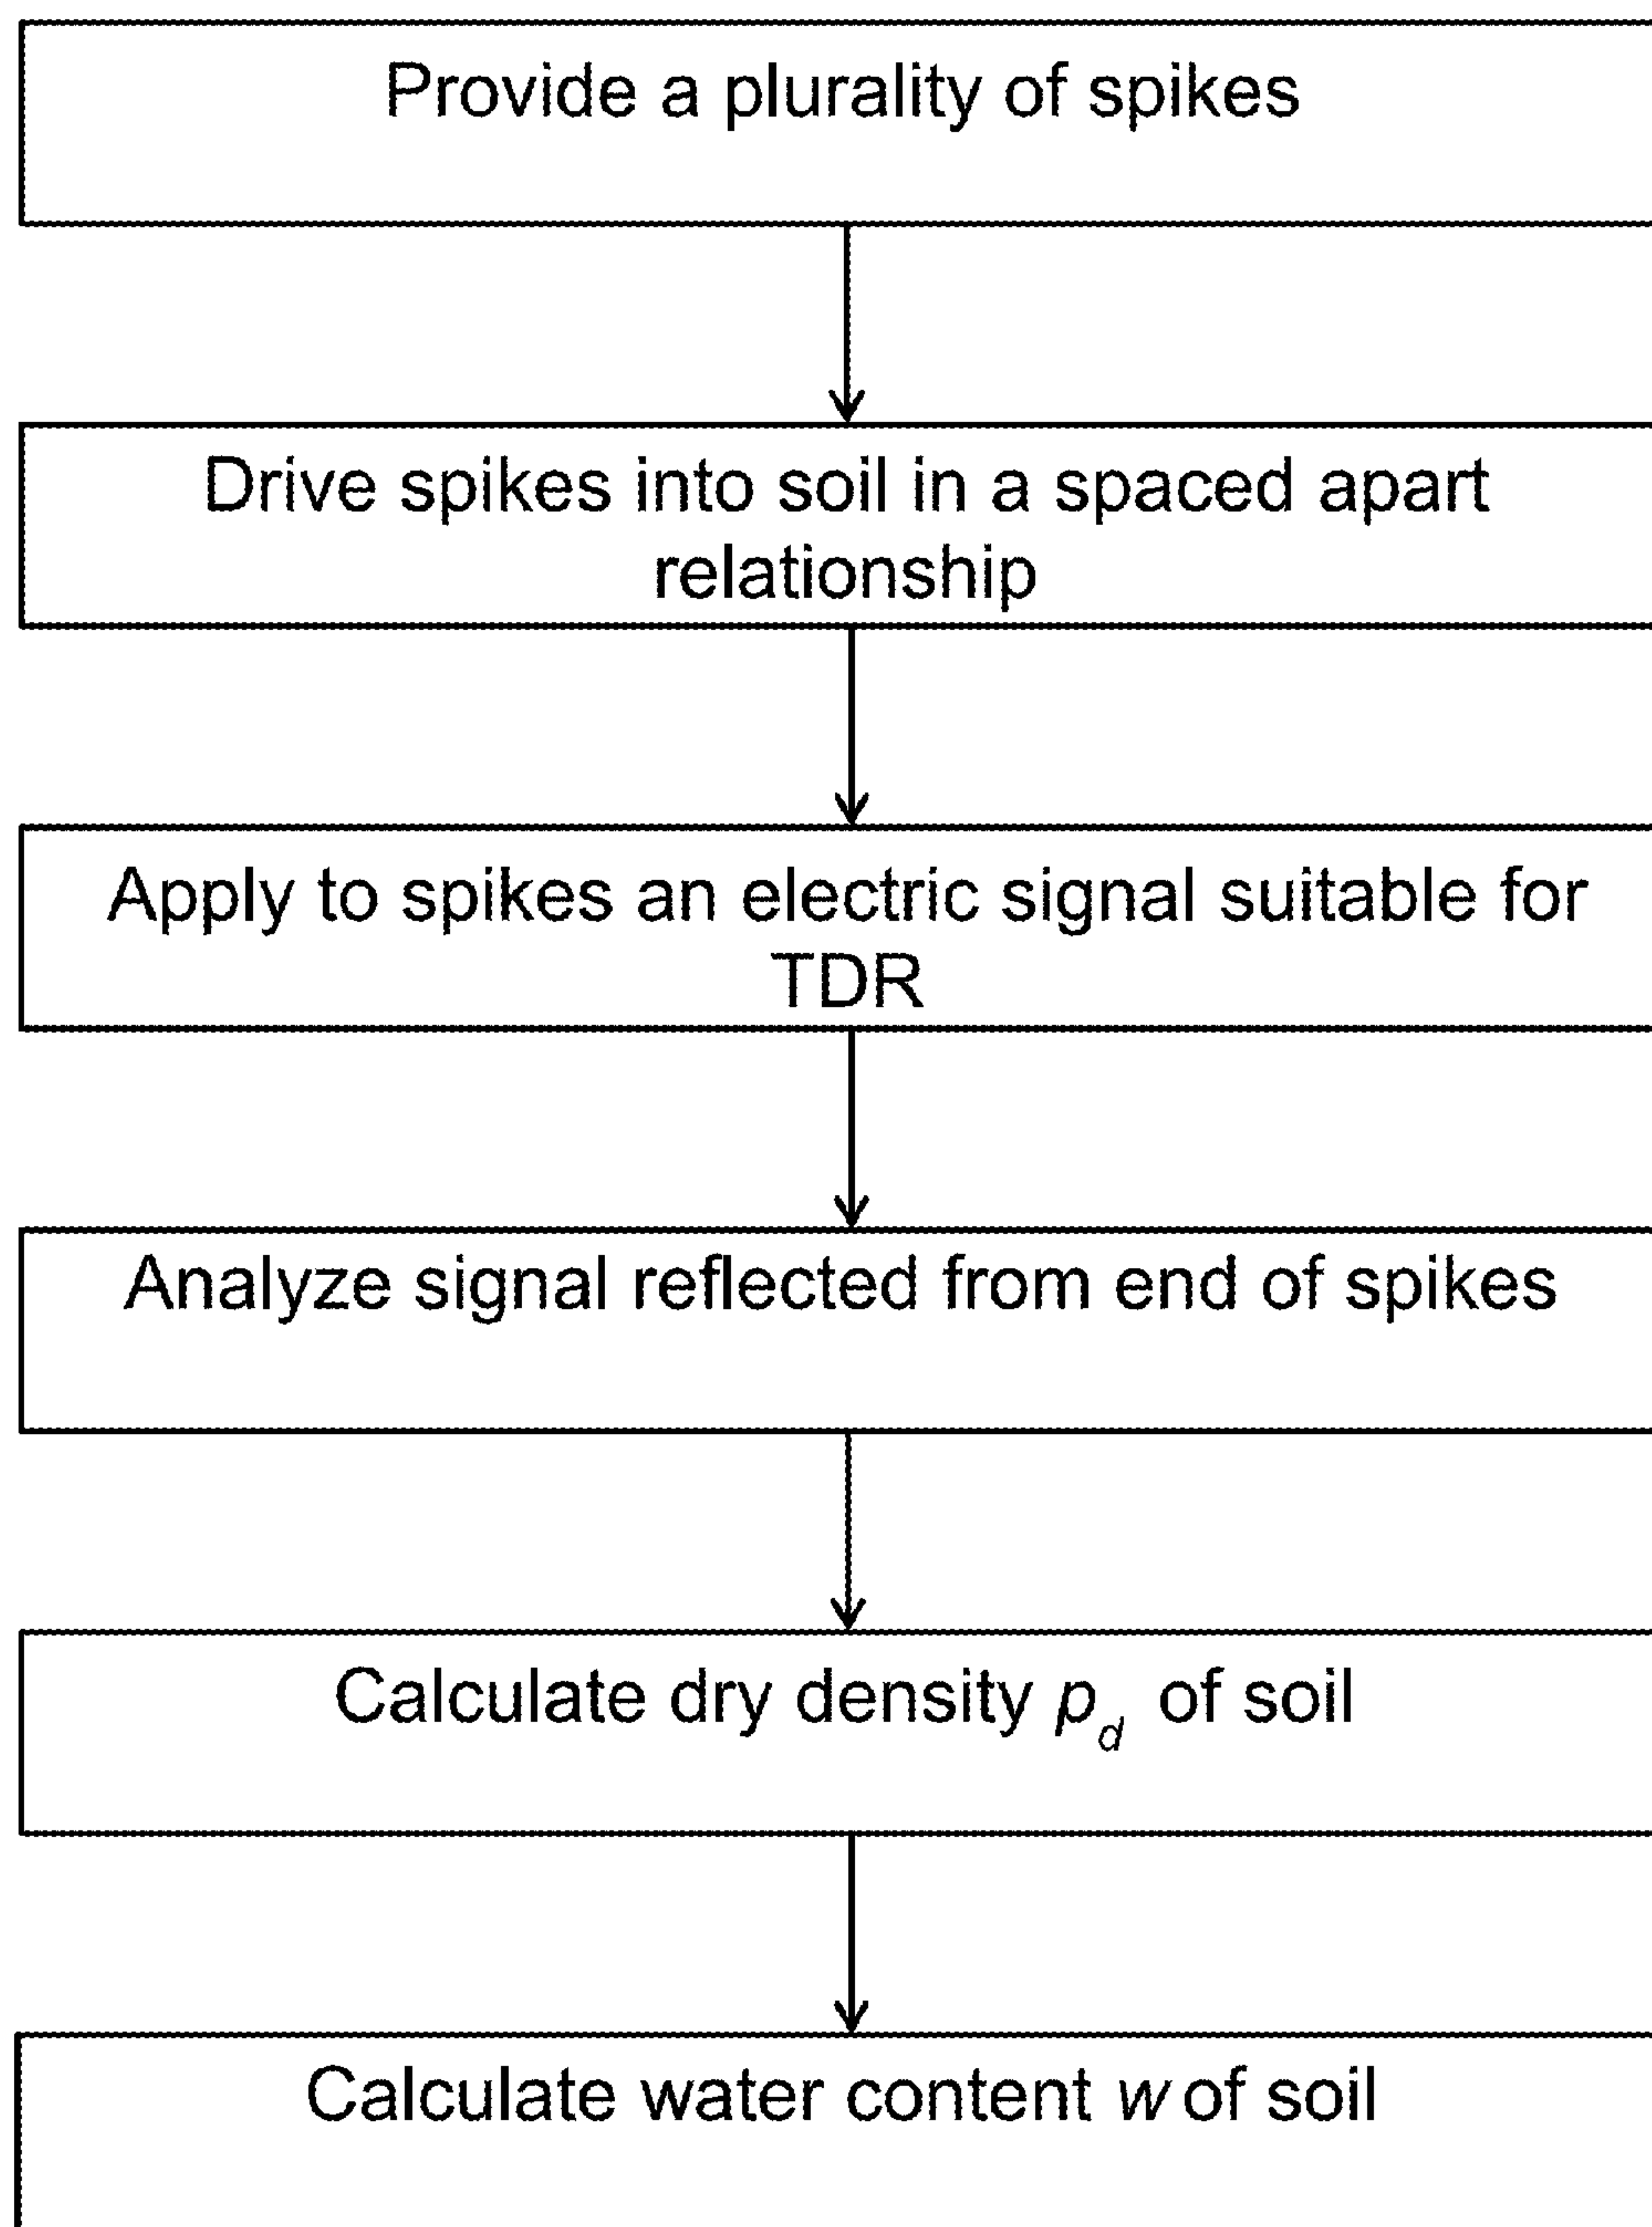 Provide a plurality of spikes
Drive spikes into soil in a spaced apart
relationship
Apply to spikes an electric signal suitable for
TDR
Analyze signal reflected from end of spikes
Calculate dry density p_d of soil
Calculate water content w of soil